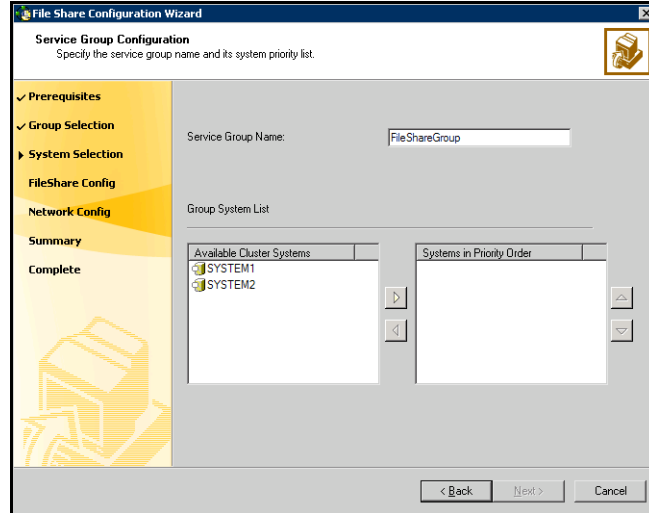 File Share Configuration Wizard
Service Group Configuration
Specify the service group name and its system priority list.
Prerequisites
Group Selection
System Selection
FileShare Config
Network Config
Summary
Complete
Service Group Name:
FileShareGroup
Group System List
Available Cluster Systems
SYSTEM1
SYSTEM2
Systems in Priority Order
< Back
Next >
Cancel